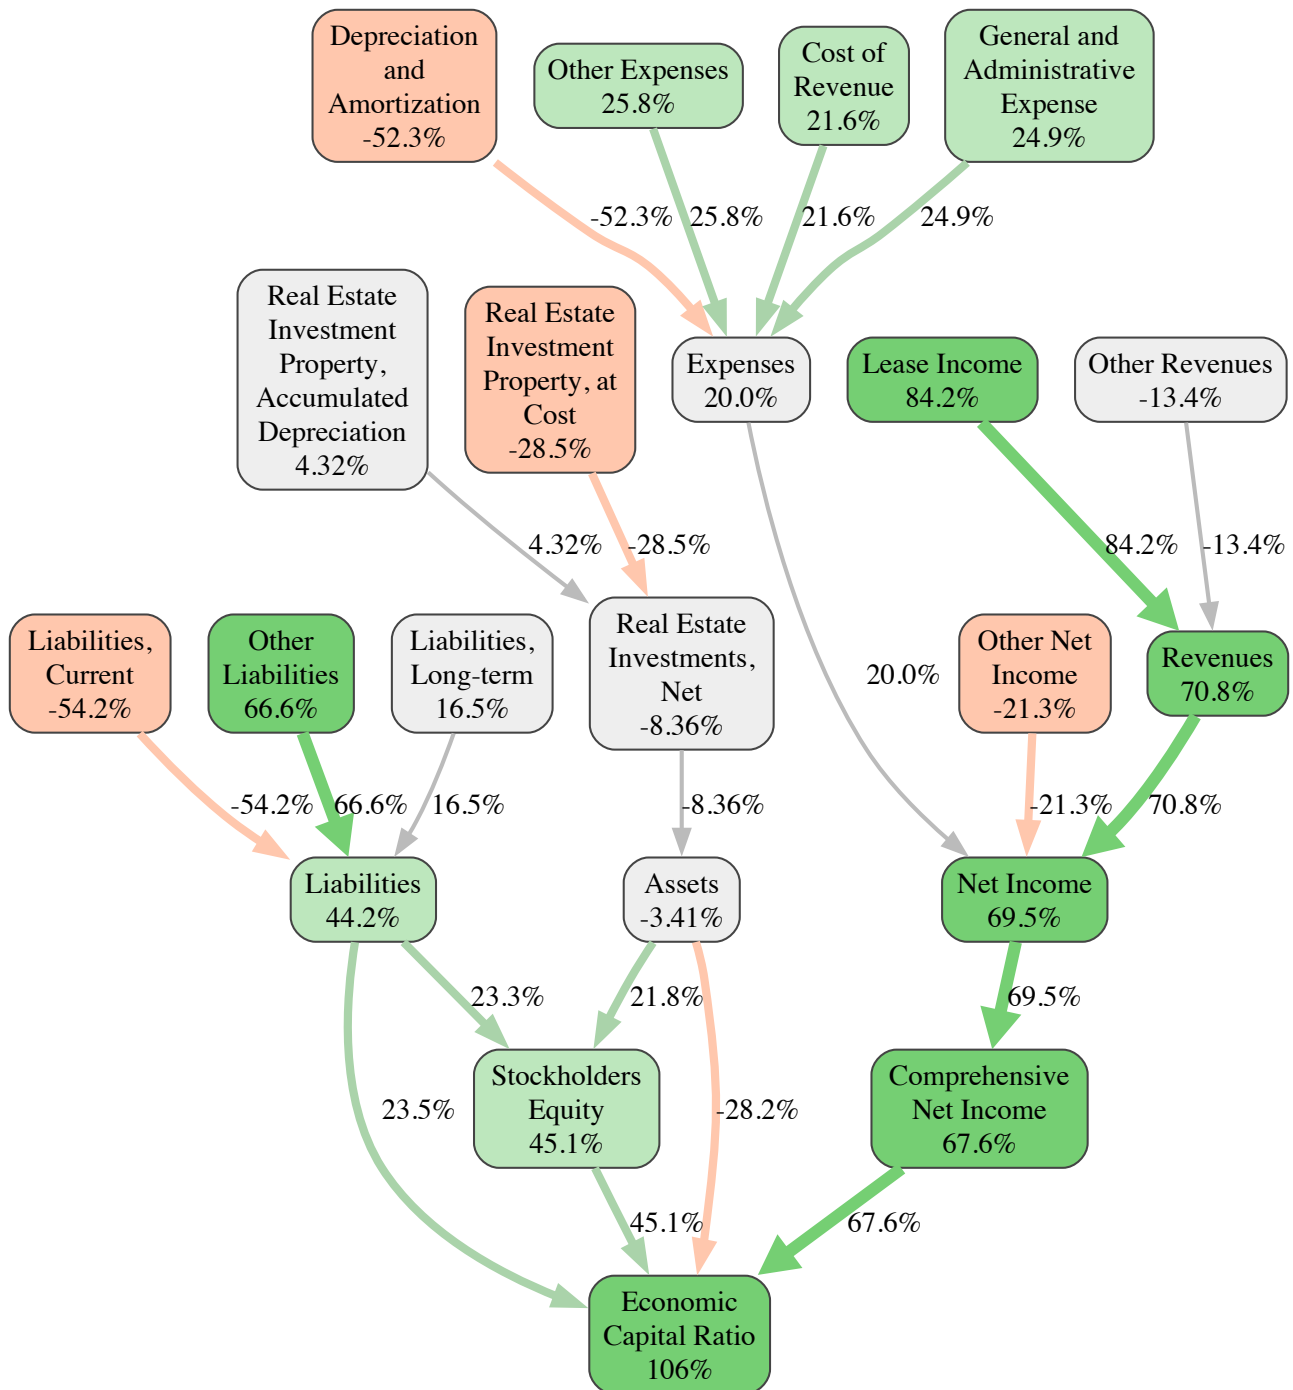 Depreciation
and
Amortization
-52.3%
Other Expenses
25.8%
Cost of
Revenue
21.6%
General and
Administrative
Expense
24.9%
-52.3%
25.8%
21.6%
24.9%
Real Estate
Investment
Property,
Accumulated
Depreciation
4.32%
Real Estate
Investment
Property, at
Cost
-28.5%
Expenses
20.0%
Lease Income
84.2%
Other Revenues
-13.4%
4.32%
-28.5%
84.2%
-13.4%
Liabilities,
Current
-54.2%
Other
Liabilities
66.6%
Liabilities,
Long-term
16.5%
Real Estate
Investments,
Net
-8.36%
20.0%
Other Net
Income
-21.3%
Revenues
70.8%
-54.2%
66.6%
16.5%
-8.36%
-21.3%
70.8%
Liabilities
44.2%
Assets
-3.41%
Net Income
69.5%
23.3%
21.8%
69.5%
Stockholders
Equity
45.1%
Comprehensive
Net Income
67.6%
23.5%
-28.2%
45.1%
67.6%
Economic
Capital Ratio
106%